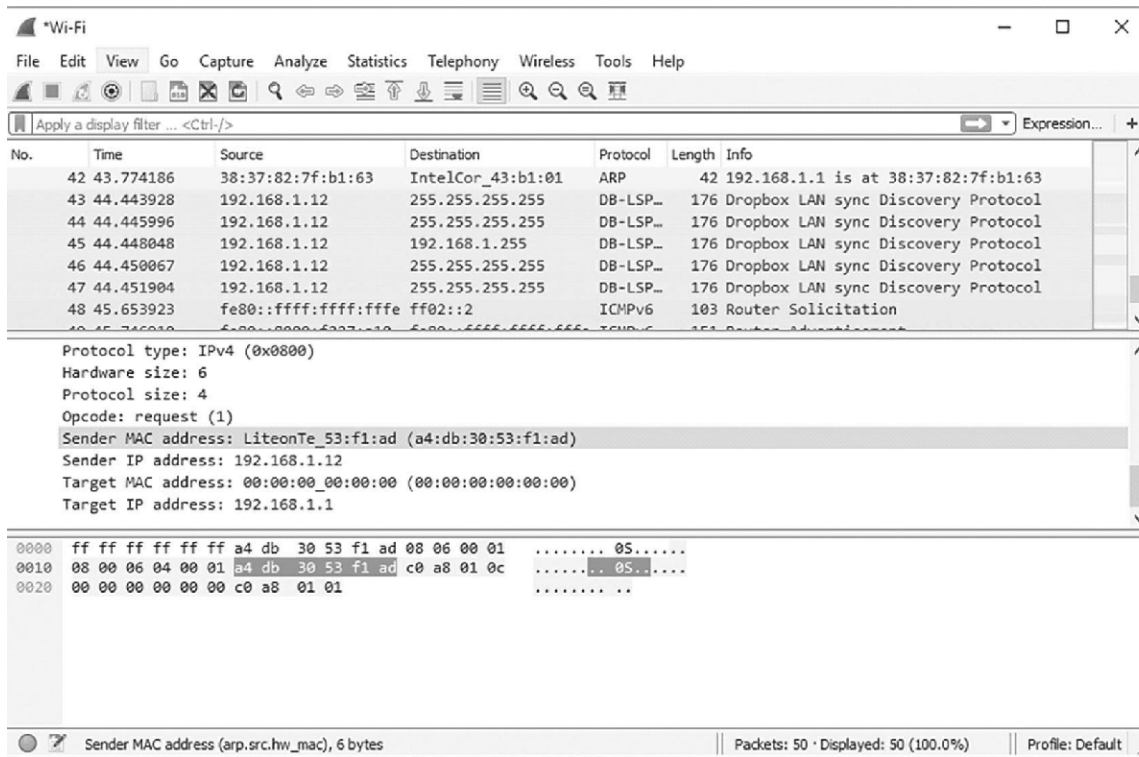 *Wi-Fi
File Edit View Go Capture Analyze Statistics Telephony Wireless Tools Help
Apply a display filter ... <Ctrl-/> Expression... +
No. Time Source Destination Protocol Length Info
42 43.774186 38:37:82:7f:b1:63 IntelCor_43:b1:01 ARP 42 192.168.1.1 is at 38:37:82:7f:b1:63
43 44.443928 192.168.1.12 255.255.255.255 DB-LSP… 176 Dropbox LAN sync Discovery Protocol
44 44.445996 192.168.1.12 255.255.255.255 DB-LSP… 176 Dropbox LAN sync Discovery Protocol
45 44.448048 192.168.1.12 192.168.1.255 DB-LSP… 176 Dropbox LAN sync Discovery Protocol
46 44.450067 192.168.1.12 255.255.255.255 DB-LSP… 176 Dropbox LAN sync Discovery Protocol
47 44.451904 192.168.1.12 255.255.255.255 DB-LSP… 176 Dropbox LAN sync Discovery Protocol
48 45.653923 fe80::ffff:ffff:fffe ff02::2 ICMPv6 103 Router Solicitation
Protocol type: IPv4 (0x0800)
Hardware size: 6
Protocol size: 4
Opcode: request (1)
Sender MAC address: LiteonTe_53:f1:ad (a4:db:30:53:f1:ad)
Sender IP address: 192.168.1.12
Target MAC address: 00:00:00_00:00:00 (00:00:00:00:00:00)
Target IP address: 192.168.1.1
0000 ff ff ff ff ff ff a4 db 30 53 f1 ad 08 06 00 01 ........ 0S......
0010 08 00 06 04 00 01 a4 db 30 53 f1 ad c0 a8 01 0c ........ 0S......
0020 00 00 00 00 00 00 c0 a8 01 01 ........ ..
Sender MAC address (arp.src.hw_mac), 6 bytes Packets: 50 · Displayed: 50 (100.0%) Profile: Default